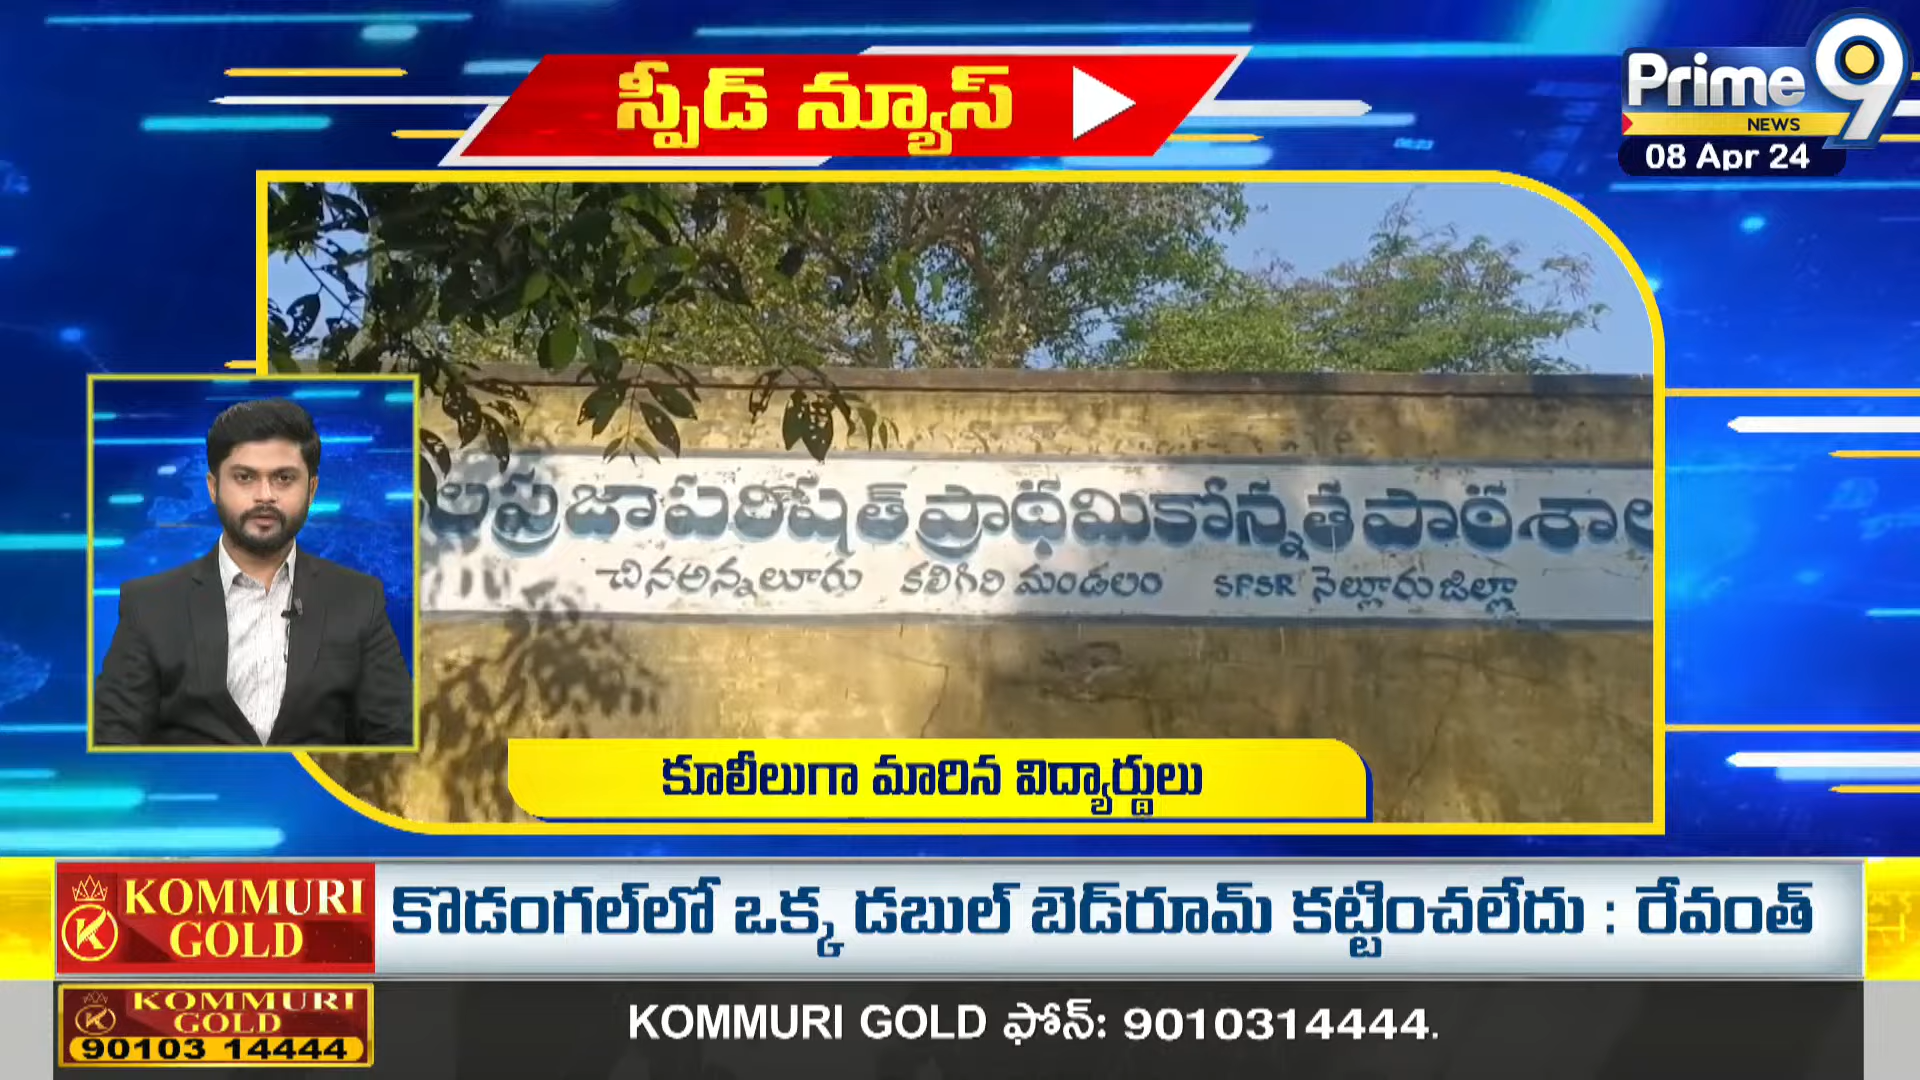 స్పీడ్ న్యూస్
Prime9
NEWS
08 Apr 24
ప్రజాపరిషత్ ప్రాథమికోన్నత పాఠశాల
చినఅన్నలూరు కలిగిరి మండలం SPSR నెల్లూరు జిల్లా
కూలీలుగా మారిన విద్యార్థులు
KOMMURI
GOLD
కొడంగల్‌లో ఒక్క డబుల్ బెడ్‌రూమ్ కట్టించలేదు : రేవంత్
KOMMURI
GOLD
90103 14444
KOMMURI GOLD ఫోన్: 9010314444.